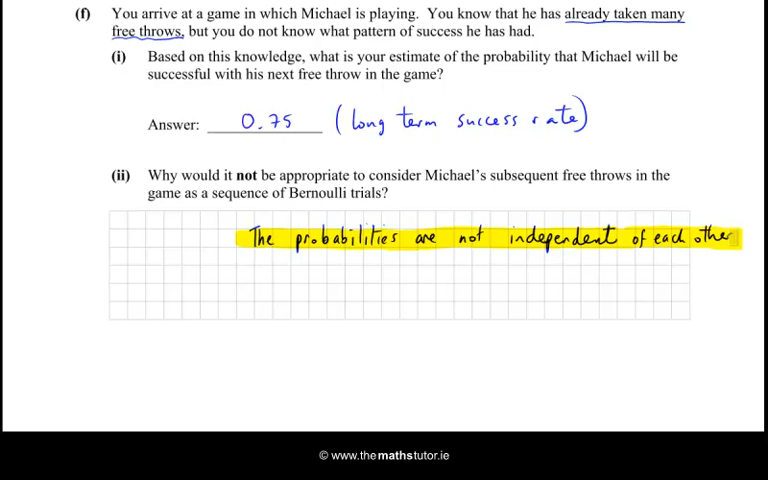 (f) You arrive at a game in which Michael is playing. You know that he has already taken many
free throws, but you do not know what pattern of success he has had.
(i) Based on this knowledge, what is your estimate of the probability that Michael will be
successful with his next free throw in the game?
Answer: 0.75 (long term success rate)
(ii) Why would it not be appropriate to consider Michael's subsequent free throws in the
game as a sequence of Bernoulli trials?
The probabilities are not independent of each other
© www.themathstutor.ie